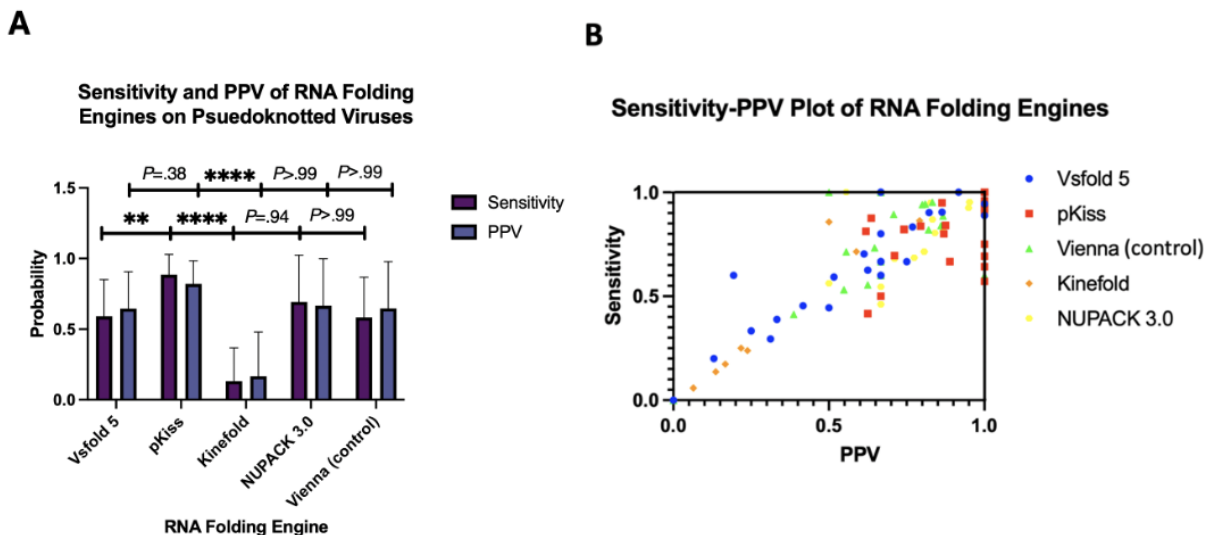 A
Sensitivity and PPV of RNA Folding
Engines on Psuedoknotted Viruses
P=.38 **** P>.99 P>.99
** **** P=.94 P>.99
1.5
1.0
0.5
0.0
Probability
Vsfold 5
pKiss
Kinefold
NUPACK 3.0
Vienna (control)
RNA Folding Engine
Sensitivity
PPV
B
Sensitivity-PPV Plot of RNA Folding Engines
1.0
0.5
0.0
Sensitivity
0.0 0.5 1.0
PPV
Vsfold 5
pKiss
Vienna (control)
Kinefold
NUPACK 3.0